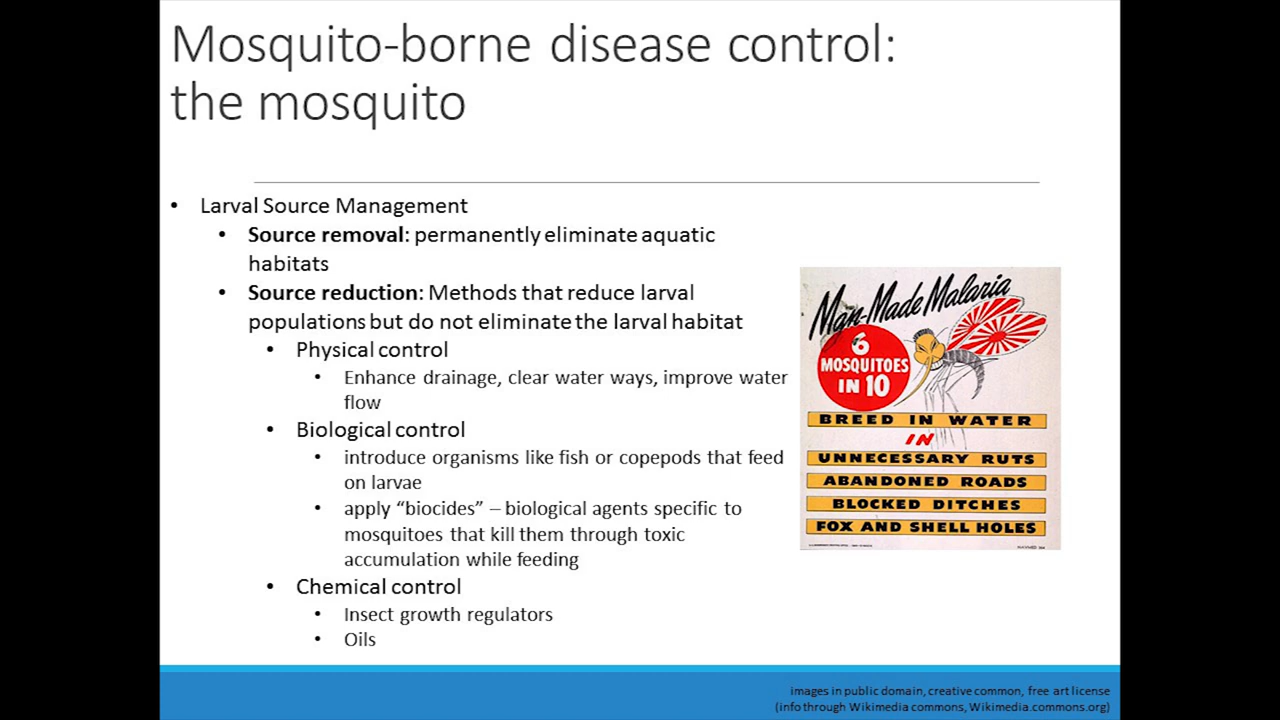 Mosquito-borne disease control:
the mosquito
• Larval Source Management
• Source removal: permanently eliminate aquatic
habitats
• Source reduction: Methods that reduce larval
populations but do not eliminate the larval habitat
• Physical control
• Enhance drainage, clear water ways, improve water
flow
• Biological control
• introduce organisms like fish or copepods that feed
on larvae
• apply “biocides” – biological agents specific to
mosquitoes that kill them through toxic
accumulation while feeding
• Chemical control
• Insect growth regulators
• Oils
Man-Made Malaria
6
MOSQUITOES
IN 10
BREED IN WATER
IN
UNNECESSARY RUTS
ABANDONED ROADS
BLOCKED DITCHES
FOX AND SHELL HOLES
images in public domain, creative common, free art license
(info through Wikimedia commons, Wikimedia.commons.org)